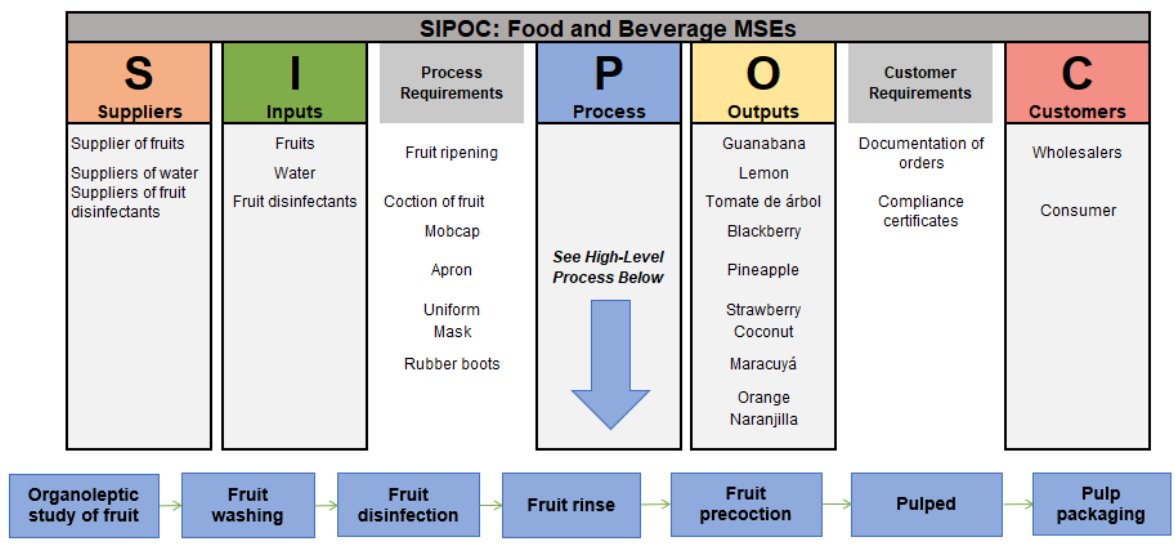 SIPOC: Food and Beverage MSEs
S
Suppliers
Supplier of fruits
Suppliers of water
Suppliers of fruit
disinfectants
I
Inputs
Fruits
Water
Fruit disinfectants
Process
Requirements
Fruit ripening
Coction of fruit
Mobcap
Apron
Uniform
Mask
Rubber boots
P
Process
See High-Level
Process Below
O
Outputs
Guanabana
Lemon
Tomate de árbol
Blackberry
Pineapple
Strawberry
Coconut
Maracuyá
Orange
Naranjilla
Customer
Requirements
Documentation of
orders
Compliance
certificates
C
Customers
Wholesalers
Consumer
Organoleptic
study of fruit
Fruit
washing
Fruit
disinfection
Fruit rinse
Fruit
precoction
Pulped
Pulp
packaging